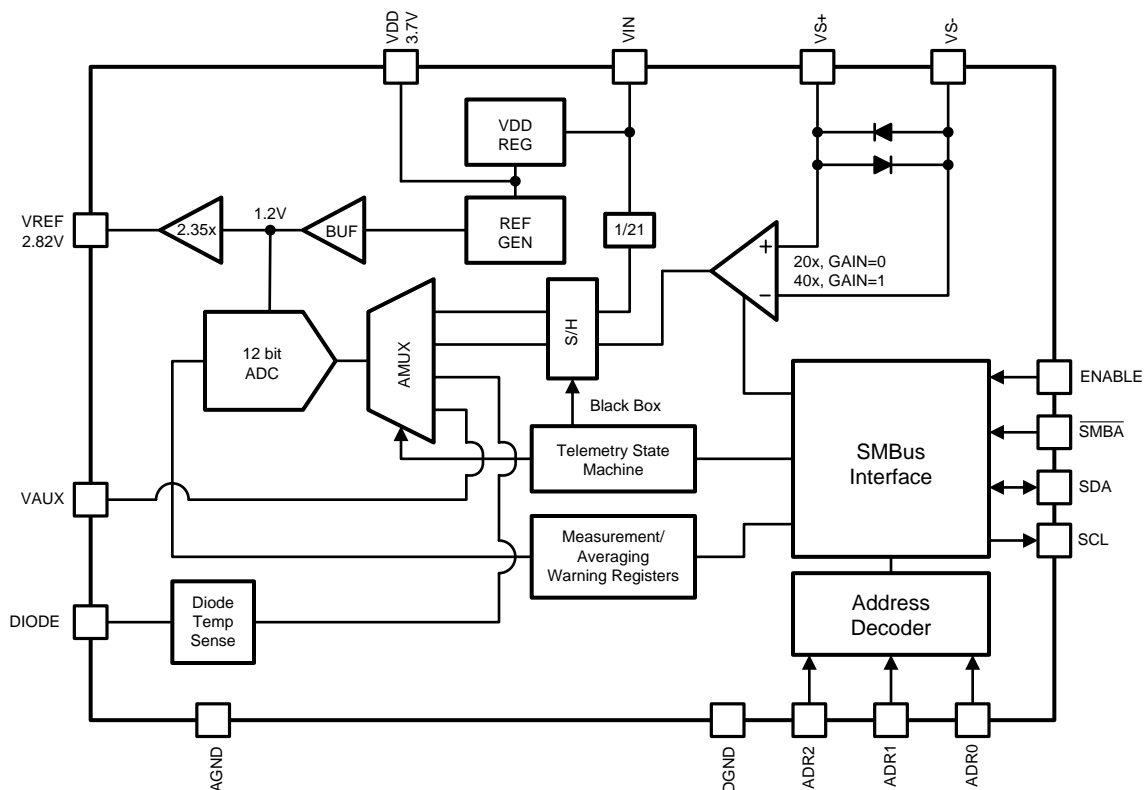 VDD
3.7V
VIN
VS+
VS-
VDD
REG
VREF
2.82V
2.35x
1.2V
BUF
REF
GEN
1/21
+
20x, GAIN=0
40x, GAIN=1
−
12 bit
ADC
AMUX
S/H
Black Box
Telemetry State
Machine
SMBus
Interface
ENABLE
SMBA
SDA
SCL
VAUX
Measurement/
Averaging
Warning Registers
DIODE
Diode
Temp
Sense
Address
Decoder
AGND
DGND
ADR2
ADR1
ADR0